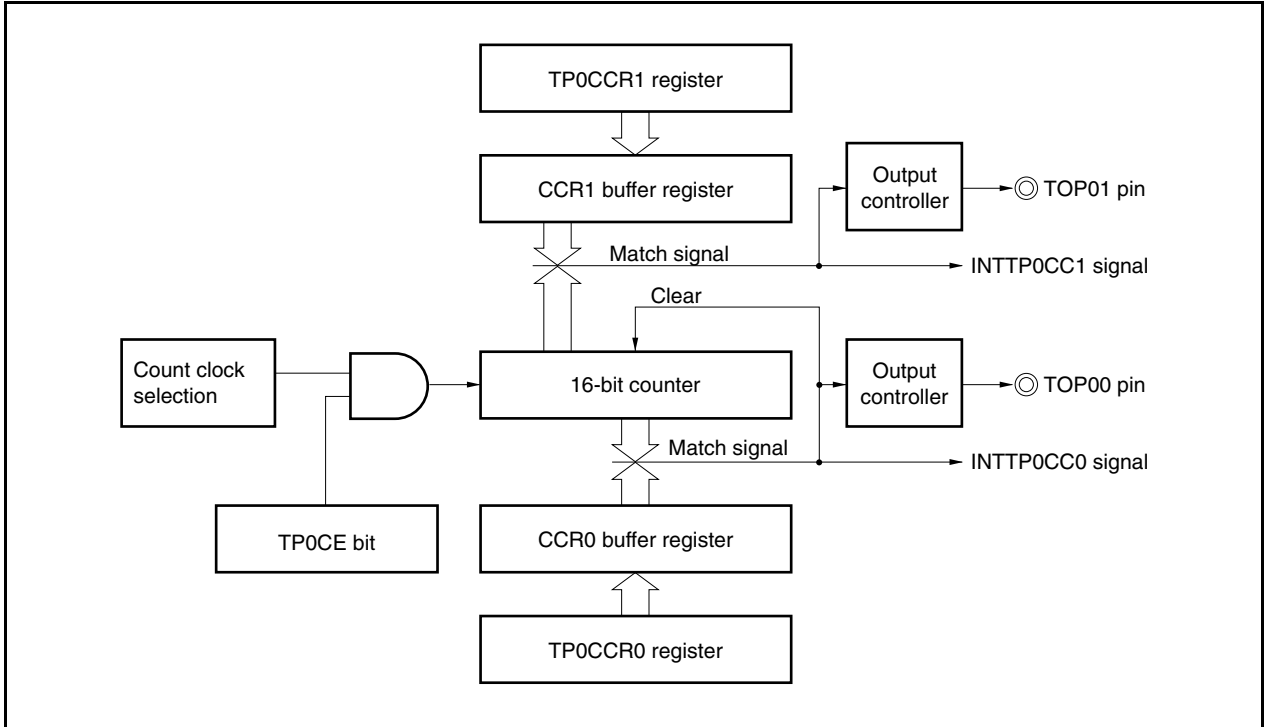 TP0CCR1 register
CCR1 buffer register
Output
controller
TOP01 pin
Match signal
INTTP0CC1 signal
Clear
Count clock
selection
16-bit counter
Output
controller
TOP00 pin
Match signal
INTTP0CC0 signal
TP0CE bit
CCR0 buffer register
TP0CCR0 register